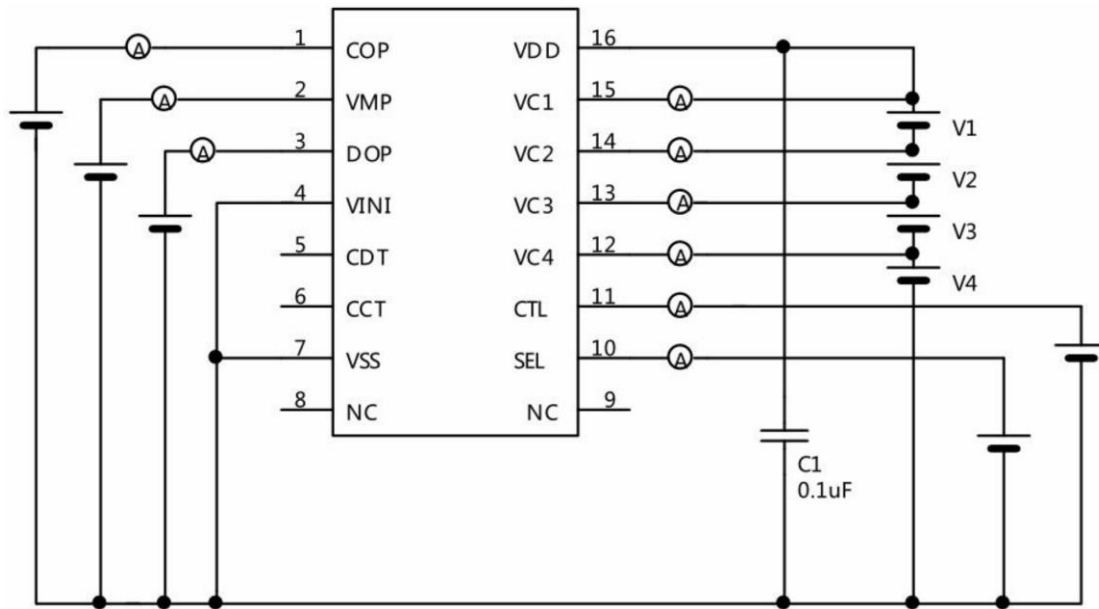 A 1 COP VDD 16
A 2 VMP VC1 15 A
V1
A 3 DOP VC2 14 A
V2
4 VINI VC3 13 A
V3
5 CDT VC4 12 A
V4
6 CCT CTL 11 A
7 VSS SEL 10 A
8 NC NC 9
C1
0.1uF